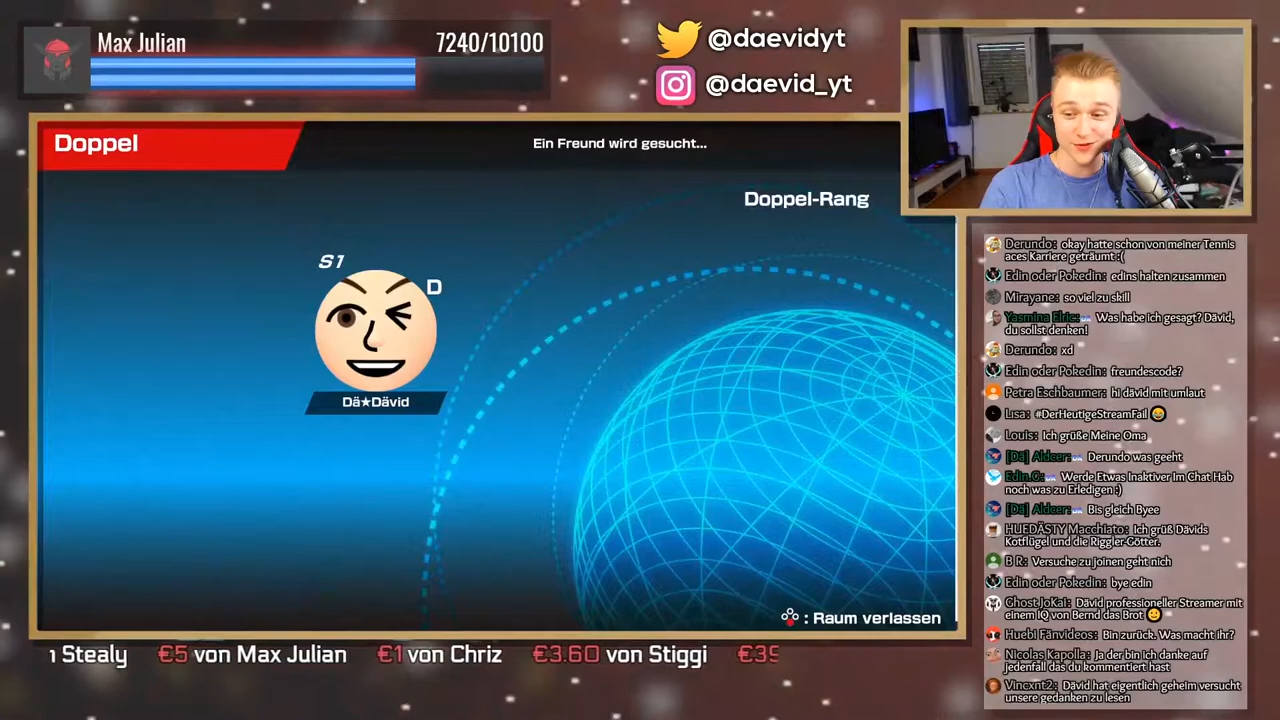 Max Julian
7240/10100
@daevidyt
@daevid_yt
Doppel
Ein Freund wird gesucht...
Doppel-Rang
S1
D
Dä★Dävid
: Raum verlassen
Derundo: okay hatte schon von meiner Tennis
aces Karriere geträumt :(
Edin oder Pokedin: edins halten zusammen
Mirayane: so viel zu skill
Yasmina Elric: Was habe ich gesagt? Dävid,
du sollst denken!
Derundo: xd
Edin oder Pokedin: freundescode?
Petra Eschbaumer: hi dävid mit umlaut
Lisa: #DerHeutigeStreamFail 😂
Louis: Ich grüße Meine Oma
[Dä] Aldcer: Derundo was geeht
Edin.O: Werde Etwas Inaktiver im Chat Hab
noch was zu Erledigen :)
[Dä] Aldcer: Bis gleich Byee
HUEDÄSTY Macchiato: Ich grüß Dävids
Kotflügel und die Riggler-Götter.
B R: Versuche zu joinen geht nich
Edin oder Pokedin: bye edin
Ghost JoKai: Dävid professioneller Streamer mit
einem IQ von Bernd das Brot 🙂
Huebi Fänvideos: Bin zurück. Was macht ihr?
Nicolas Kapolla: Ja der bin ich danke auf
jedenfall das du kommentiert hast
Vincxnt2: Dävid hat eigentlich geheim versucht
unsere gedanken zu lesen
Stealy €5 von Max Julian €1 von Chriz €3.60 von Stiggi